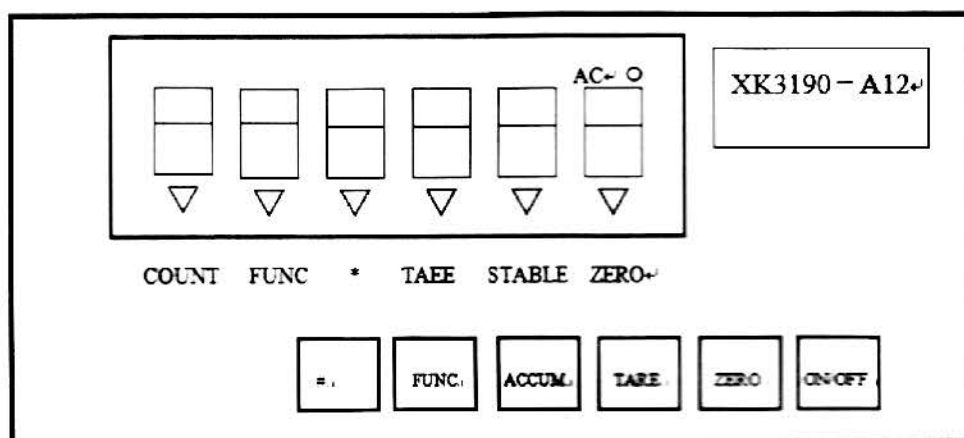 AC↵
XK3190-A12↵
COUNT FUNC * TAEE STABLE ZERO↵
=. FUNC. ACCUM. TARE. ZERO ON/OFF.